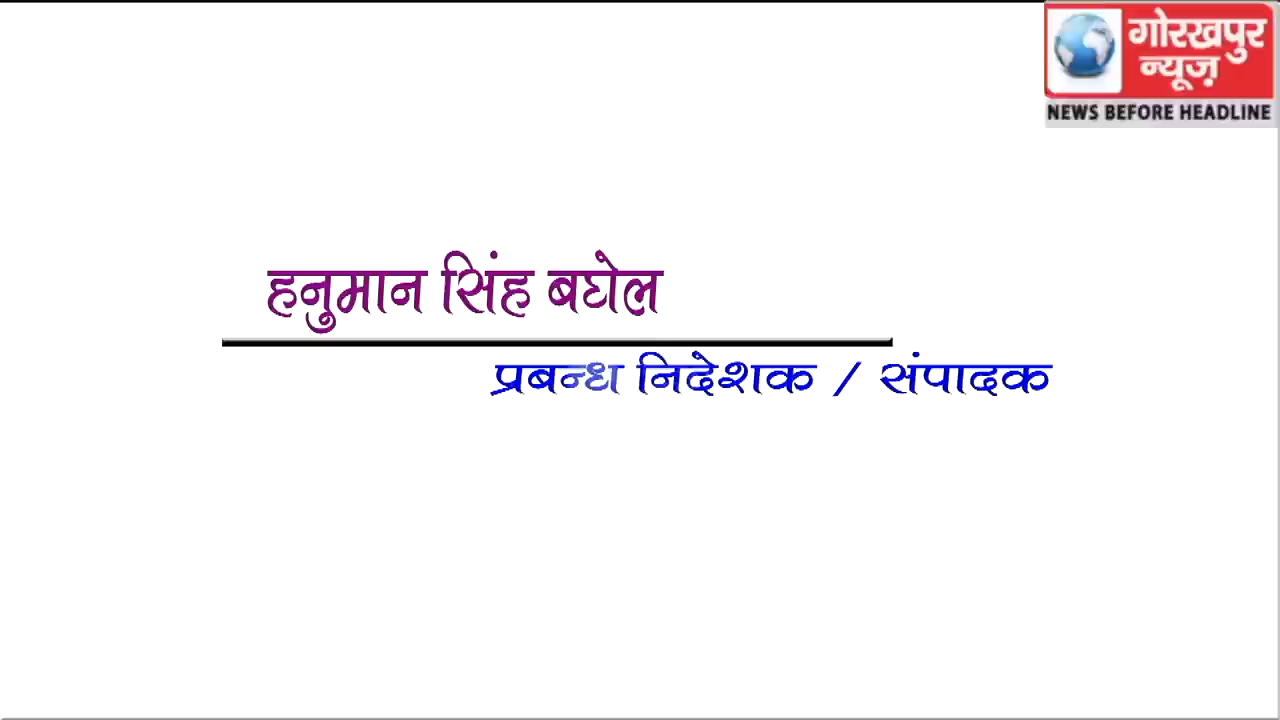 गोरखपुर
न्यूज़
NEWS BEFORE HEADLINE
हनुमान सिंह बघेल
प्रबन्ध निदेशक / संपादक